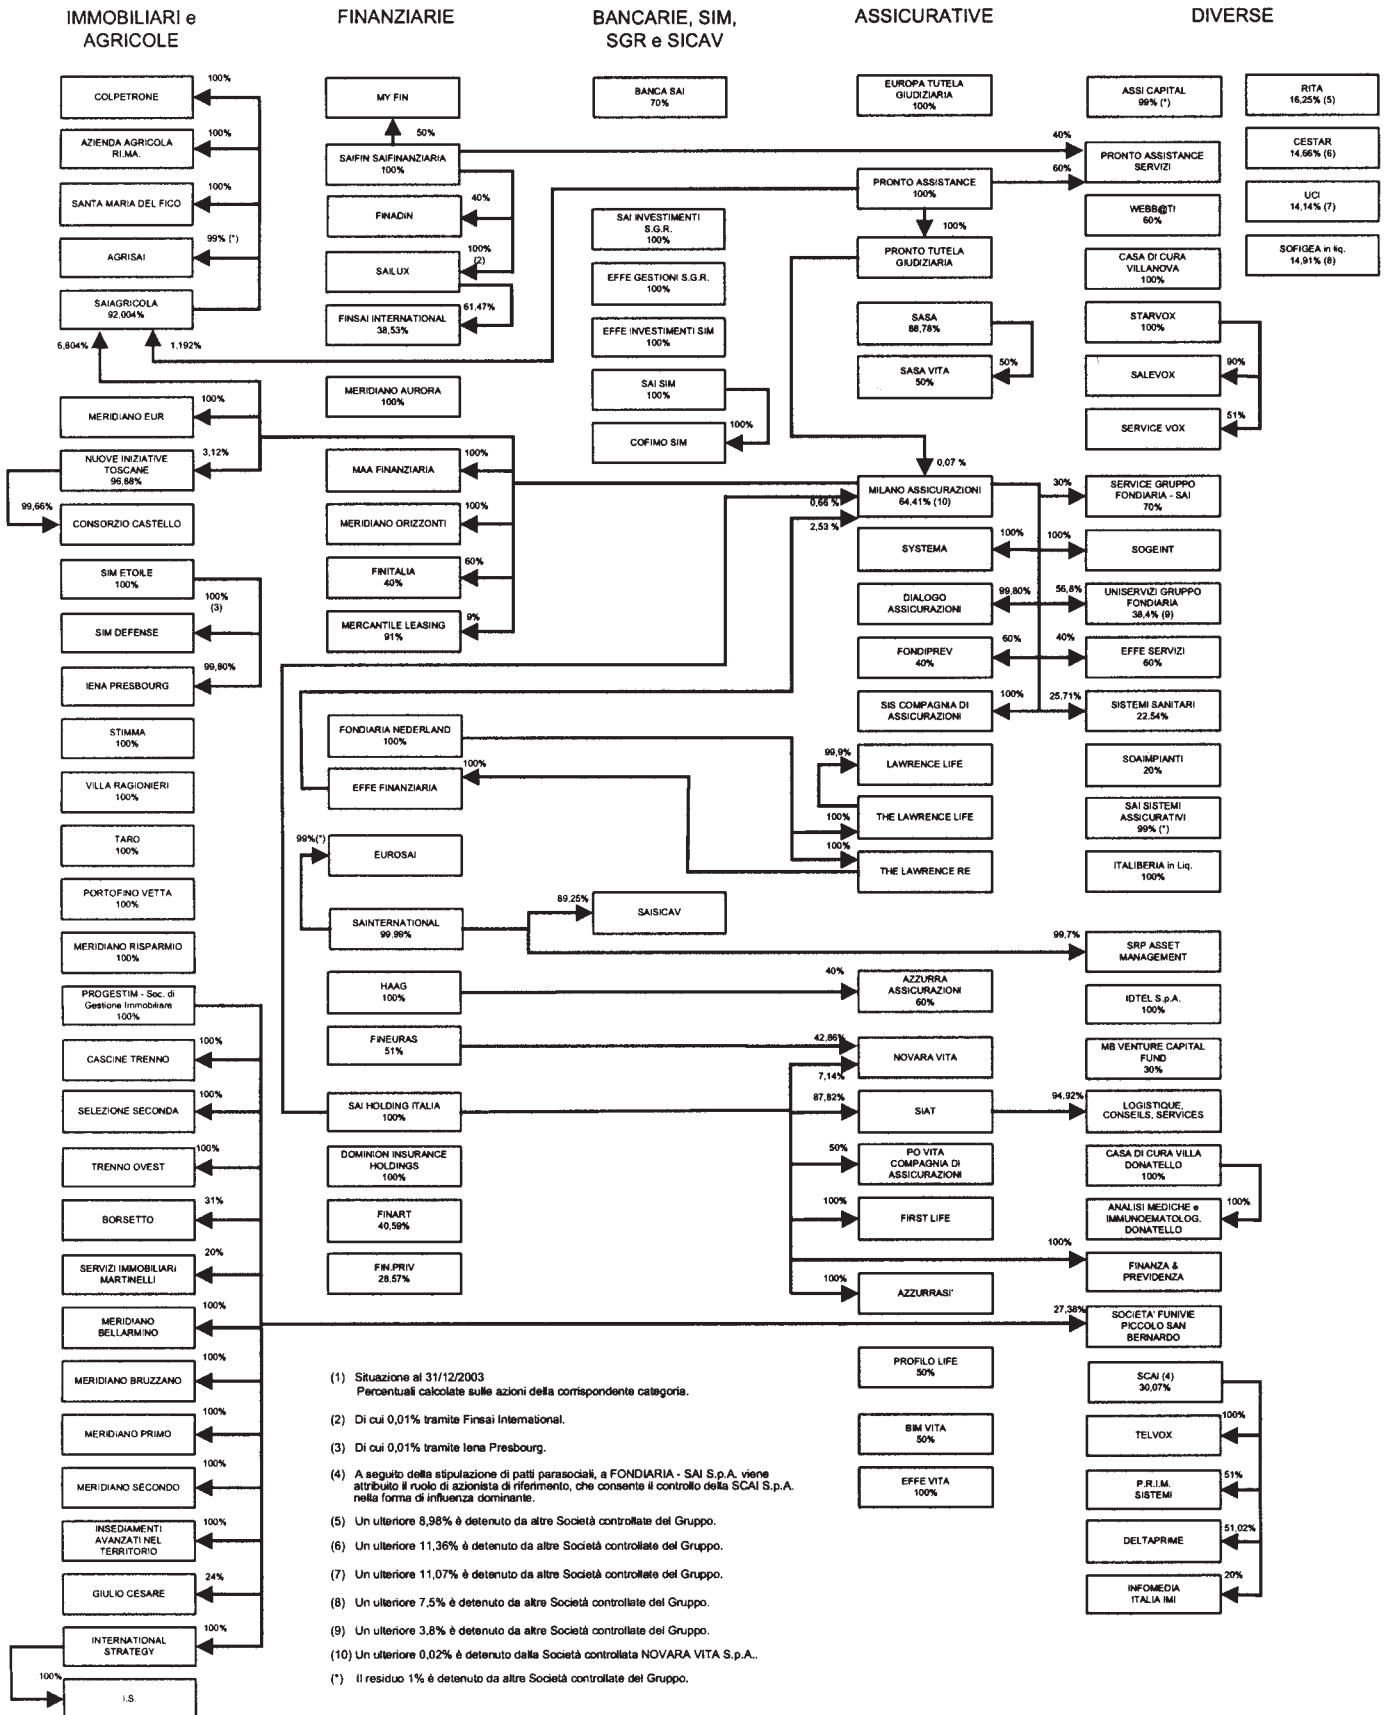 IMMOBILIARI e
AGRICOLE
FINANZIARIE
BANCARIE, SIM,
SGR e SICAV
ASSICURATIVE
DIVERSE
COLPETRONE
100%
AZIENDA AGRICOLA
RI.MA.
100%
SANTA MARIA DEL FICO
100%
AGRISAI
99% (*)
SAIAGRICOLA
92,004%
6,804%
1,192%
MERIDIANO EUR
100%
NUOVE INIZIATIVE
TOSCANE
96,88%
3,12%
99,66%
CONSORZIO CASTELLO
SIM ETOILE
100%
100%
(3)
SIM DEFENSE
99,80%
IENA PRESBOURG
STIMMA
100%
VILLA RAGIONIERI
100%
TARO
100%
PORTOFINO VETTA
100%
MERIDIANO RISPARMIO
100%
PROGESTIM - Soc. di
Gestione Immobiliare
100%
CASCINE TRENNO
100%
SELEZIONE SECONDA
100%
TRENNO OVEST
100%
BORSETTO
31%
SERVIZI IMMOBILIARI
MARTINELLI
20%
MERIDIANO
BELLARMINO
100%
MERIDIANO BRUZZANO
100%
MERIDIANO PRIMO
100%
MERIDIANO SECONDO
100%
INSEDIAMENTI
AVANZATI NEL
TERRITORIO
100%
GIULIO CESARE
24%
INTERNATIONAL
STRATEGY
100%
100%
I.S.
MY FIN
50%
SAIFIN SAIFINANZIARIA
100%
FINADIN
40%
SAILUX
100%
(2)
FINSAI INTERNATIONAL
38,53%
61,47%
MERIDIANO AURORA
100%
MAA FINANZIARIA
100%
MERIDIANO ORIZZONTI
100%
FINITALIA
40%
60%
MERCANTILE LEASING
91%
9%
FONDIARIA NEDERLAND
100%
EFFE FINANZIARIA
100%
99%(*)
EUROSAI
SAINTERNATIONAL
99,99%
HAAG
100%
FINEURAS
51%
SAI HOLDING ITALIA
100%
DOMINION INSURANCE
HOLDINGS
100%
FINART
40,59%
FIN.PRIV
28.57%
BANCA SAI
70%
SAI INVESTIMENTI
S.G.R.
100%
EFFE GESTIONI S.G.R.
100%
EFFE INVESTIMENTI SIM
100%
SAI SIM
100%
COFIMO SIM
100%
89,25%
SAISICAV
EUROPA TUTELA
GIUDIZIARIA
100%
PRONTO ASSISTANCE
100%
100%
PRONTO TUTELA
GIUDIZIARIA
SASA
88,78%
SASA VITA
50%
50%
0,07 %
MILANO ASSICURAZIONI
64,41% (10)
0,66 %
2,53 %
SYSTEMA
100%
DIALOGO
ASSICURAZIONI
99,80%
FONDIPREV
40%
60%
SIS COMPAGNIA DI
ASSICURAZIONI
100%
99,9%
LAWRENCE LIFE
100%
THE LAWRENCE LIFE
100%
THE LAWRENCE RE
40%
AZZURRA
ASSICURAZIONI
60%
42,86%
NOVARA VITA
7,14%
87,82%
SIAT
50%
PO VITA
COMPAGNIA DI
ASSICURAZIONI
100%
FIRST LIFE
100%
AZZURRASI'
PROFILO LIFE
50%
BIM VITA
50%
EFFE VITA
100%
ASSI CAPITAL
99% (*)
40%
PRONTO ASSISTANCE
SERVIZI
60%
WEBB@TI
60%
CASA DI CURA
VILLANOVA
100%
STARVOX
100%
SALEVOX
90%
SERVICE VOX
51%
30%
SERVICE GRUPPO
FONDIARIA - SAI
70%
100%
SOGEINT
56,8%
UNISERVIZI GRUPPO
FONDIARIA
38,4% (9)
40%
EFFE SERVIZI
60%
25,71%
SISTEMI SANITARI
22,54%
SOAIMPIANTI
20%
SAI SISTEMI
ASSICURATIVI
99% (*)
ITALIBERIA in Liq.
100%
99,7%
SRP ASSET
MANAGEMENT
IDTEL S.p.A.
100%
MB VENTURE CAPITAL
FUND
30%
94,92%
LOGISTIQUE,
CONSEILS, SERVICES
CASA DI CURA VILLA
DONATELLO
100%
ANALISI MEDICHE e
IMMUNOEMATOLOG.
DONATELLO
100%
100%
FINANZA &
PREVIDENZA
27,38%
SOCIETA' FUNIVIE
PICCOLO SAN
BERNARDO
SCAI (4)
30,07%
TELVOX
100%
P.R.I.M.
SISTEMI
51%
DELTAPRIME
51,02%
INFOMEDIA
ITALIA IMI
20%
RITA
16,25% (5)
CESTAR
14,66% (6)
UCI
14,14% (7)
SOFIGEA in liq.
14,91% (8)
(1) Situazione al 31/12/2003
Percentuali calcolate sulle azioni della corrispondente categoria.
(2) Di cui 0,01% tramite Finsai International.
(3) Di cui 0,01% tramite Iena Presbourg.
(4) A seguito della stipulazione di patti parasociali, a FONDIARIA - SAI S.p.A. viene
attribuito il ruolo di azionista di riferimento, che consente il controllo della SCAI S.p.A.
nella forma di influenza dominante.
(5) Un ulteriore 8,98% è detenuto da altre Società controllate del Gruppo.
(6) Un ulteriore 11,36% è detenuto da altre Società controllate del Gruppo.
(7) Un ulteriore 11,07% è detenuto da altre Società controllate del Gruppo.
(8) Un ulteriore 7,5% è detenuto da altre Società controllate del Gruppo.
(9) Un ulteriore 3,8% è detenuto da altre Società controllate del Gruppo.
(10) Un ulteriore 0,02% è detenuto dalla Società controllata NOVARA VITA S.p.A..
(*) Il residuo 1% è detenuto da altre Società controllate del Gruppo.